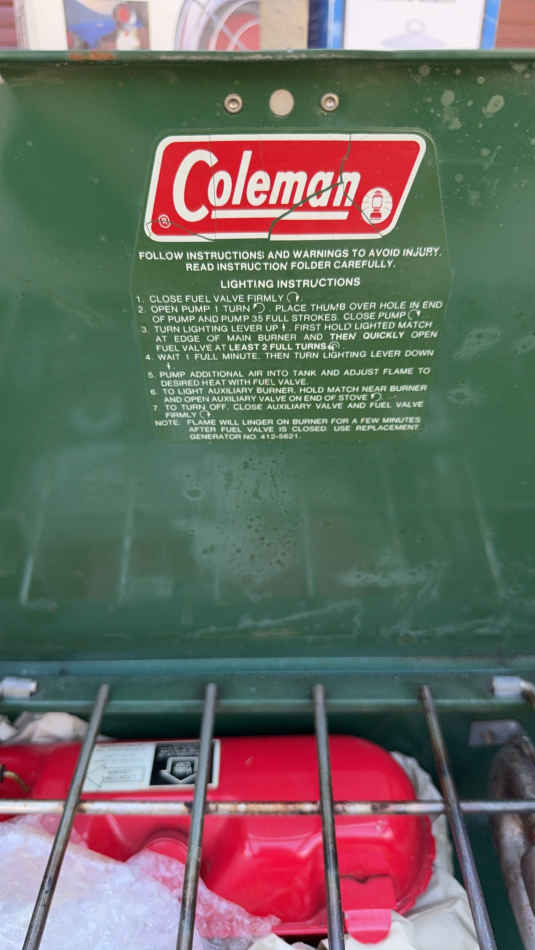 Coleman
®
FOLLOW INSTRUCTIONS AND WARNINGS TO AVOID INJURY.
READ INSTRUCTION FOLDER CAREFULLY.
LIGHTING INSTRUCTIONS
1. CLOSE FUEL VALVE FIRMLY
2. OPEN PUMP 1 TURN . PLACE THUMB OVER HOLE IN END
OF PUMP AND PUMP 35 FULL STROKES. CLOSE PUMP
3. TURN LIGHTING LEVER UP . FIRST HOLD LIGHTED MATCH
AT EDGE OF MAIN BURNER AND THEN QUICKLY OPEN
FUEL VALVE AT LEAST 2 FULL TURNS
4. WAIT 1 FULL MINUTE. THEN TURN LIGHTING LEVER DOWN
5. PUMP ADDITIONAL AIR INTO TANK AND ADJUST FLAME TO
DESIRED HEAT WITH FUEL VALVE.
6. TO LIGHT AUXILIARY BURNER, HOLD MATCH NEAR BURNER
AND OPEN AUXILIARY VALVE ON END OF STOVE
7. TO TURN OFF. CLOSE AUXILIARY VALVE AND FUEL VALVE
FIRMLY
NOTE: FLAME WILL LINGER ON BURNER FOR A FEW MINUTES
AFTER FUEL VALVE IS CLOSED. USE REPLACEMENT
GENERATOR NO. 412-5621.